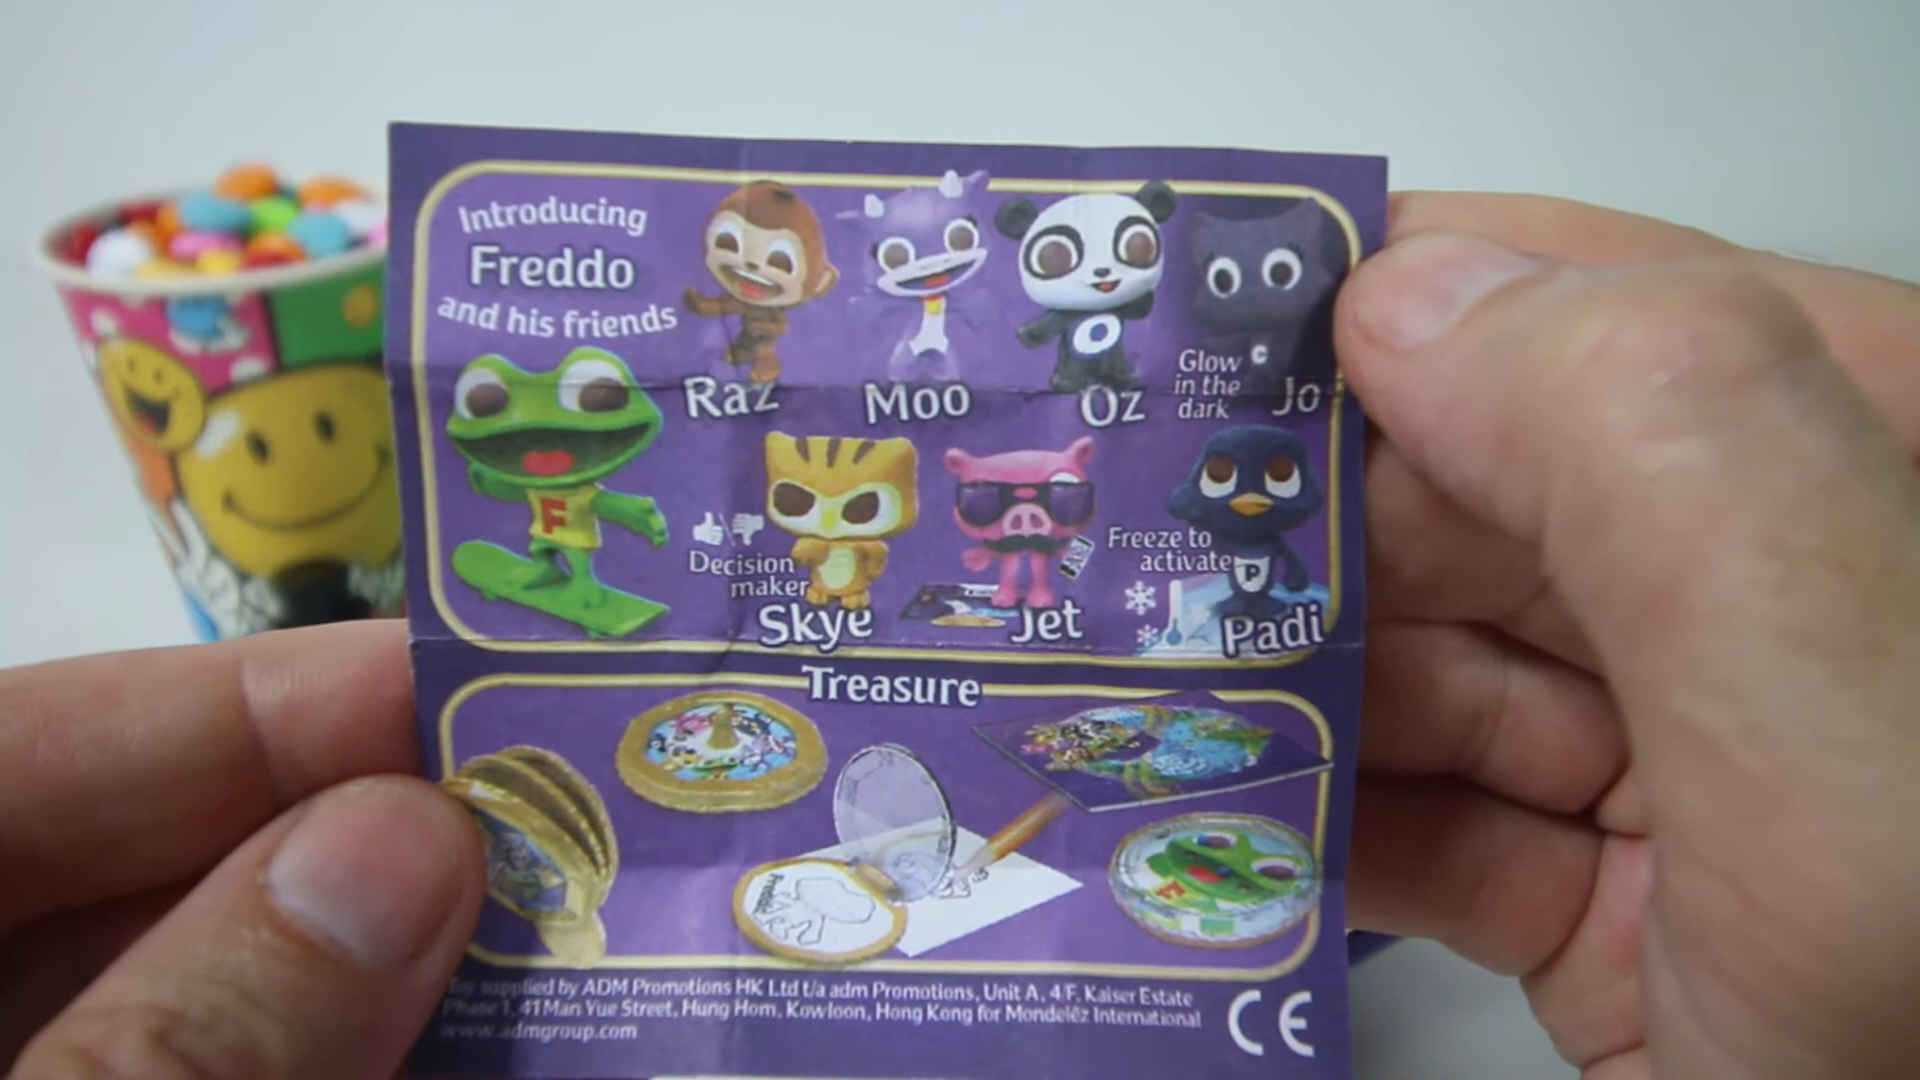 Introducing
Freddo
and his friends
Raz
Moo
Oz
Glow
in the
dark
C
Jo
O
F
Decision
maker
Skye
Jet
Freeze to
activate
P
Padi
Treasure
Freddo
F
Toy supplied by ADM Promotions HK Ltd t/a adm Promotions, Unit A, 4/F, Kaiser Estate
Phase 1, 41 Man Yue Street, Hung Hom, Kowloon, Hong Kong for Mondelēz International
www.admgroup.com
CE